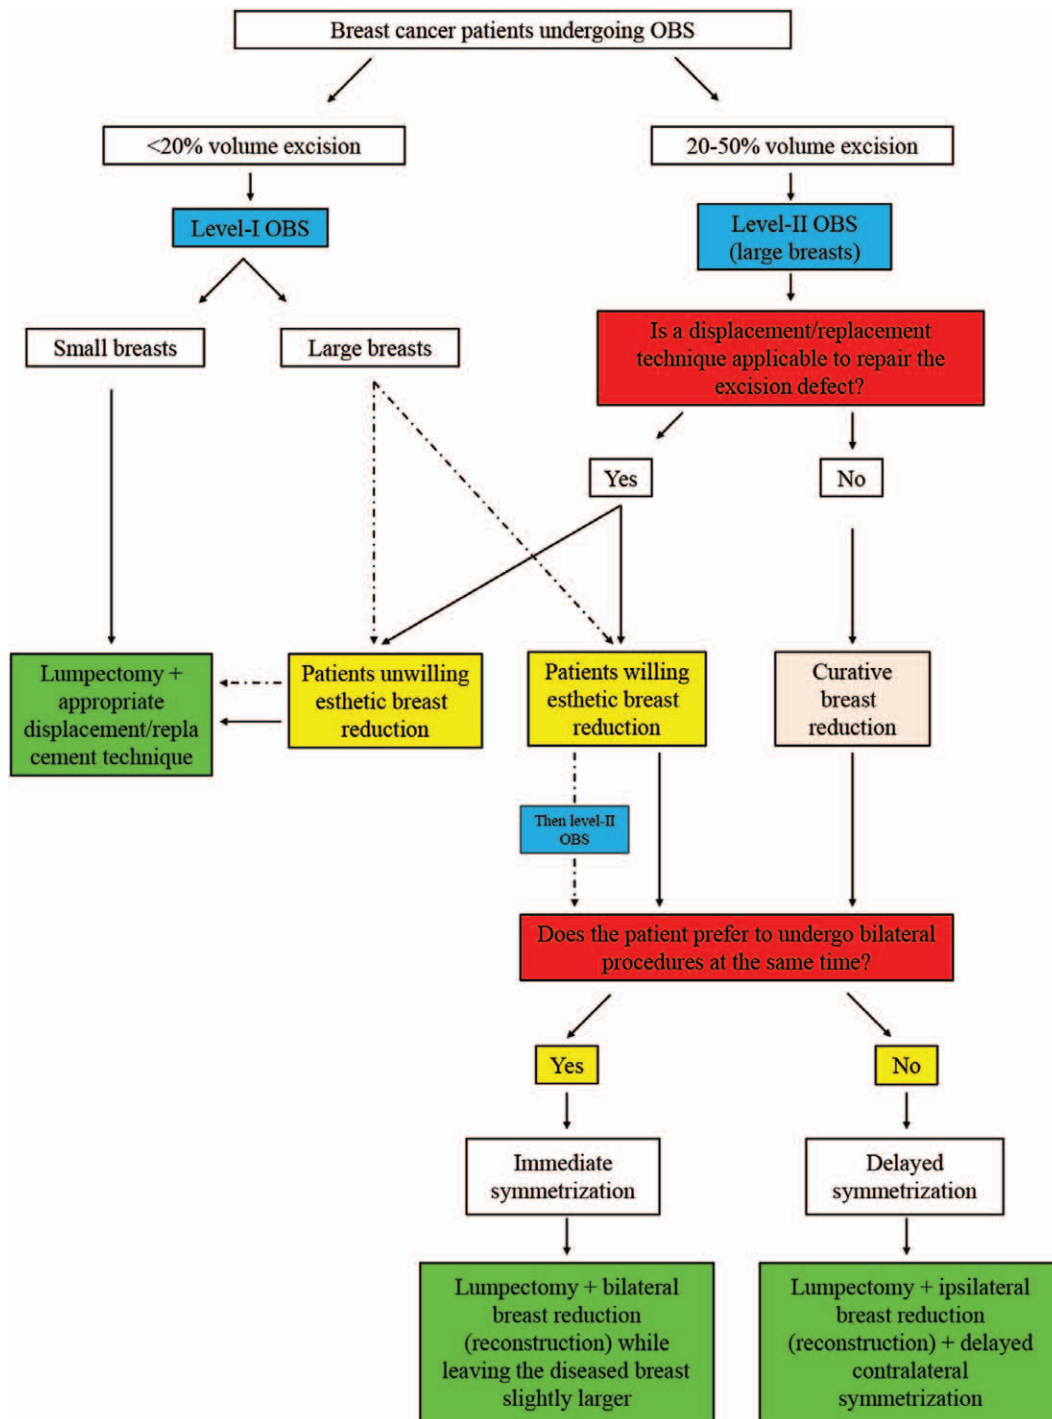 Breast cancer patients undergoing OBS
<20% volume excision
20-50% volume excision
Level-I OBS
Level-II OBS
(large breasts)
Small breasts
Large breasts
Is a displacement/replacement
technique applicable to repair the
excision defect?
Yes
No
Lumpectomy +
appropriate
displacement/repla
cement technique
Patients unwilling
esthetic breast
reduction
Patients willing
esthetic breast
reduction
Curative
breast
reduction
Then level-II
OBS
Does the patient prefer to undergo bilateral
procedures at the same time?
Yes
No
Immediate
symmetrization
Delayed
symmetrization
Lumpectomy + bilateral
breast reduction
(reconstruction) while
leaving the diseased breast
slightly larger
Lumpectomy + ipsilateral
breast reduction
(reconstruction) + delayed
contralateral
symmetrization